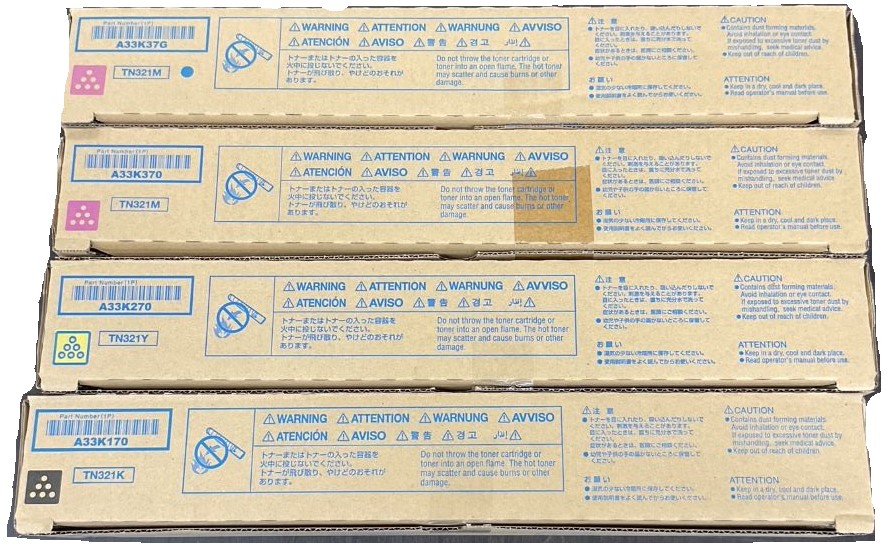 Part Number(1P)
A33K37G
TN321M
⚠WARNING ⚠ATTENTION ⚠WARNUNG ⚠AVVISO
⚠ATENCIÓN ⚠AVISO ⚠警告 ⚠경고
トナーまたはトナーの入った容器を
火中に投じないでください。
トナーが飛び散り、やけどのおそれが
あります。
Do not throw the toner cartridge or
toner into an open flame. The hot toner
may scatter and cause burns or other
damage.
⚠注意
お願い
⚠CAUTION
● Contains dust forming materials.
Avoid inhalation or eye contact.
If exposed to excessive toner dust by
mishandling, seek medical advice.
● Keep out of reach of children.
ATTENTION
● Keep in a dry, cool and dark place.
● Read operator's manual before use.
Part Number(1P)
A33K370
TN321M
⚠WARNING ⚠ATTENTION ⚠WARNUNG ⚠AVVISO
⚠ATENCIÓN ⚠AVISO ⚠警告 ⚠경고
トナーまたはトナーの入った容器を
火中に投じないでください。
トナーが飛び散り、やけどのおそれが
あります。
Do not throw the toner cartridge or
toner into an open flame. The hot toner
may scatter and cause burns or other
damage.
⚠注意
お願い
⚠CAUTION
● Contains dust forming materials.
Avoid inhalation or eye contact.
If exposed to excessive toner dust by
mishandling, seek medical advice.
● Keep out of reach of children.
ATTENTION
● Keep in a dry, cool and dark place.
● Read operator's manual before use.
Part Number(1P)
A33K270
TN321Y
⚠WARNING ⚠ATTENTION ⚠WARNUNG ⚠AVVISO
⚠ATENCIÓN ⚠AVISO ⚠警告 ⚠경고
トナーまたはトナーの入った容器を
火中に投じないでください。
トナーが飛び散り、やけどのおそれが
あります。
Do not throw the toner cartridge or
toner into an open flame. The hot toner
may scatter and cause burns or other
damage.
⚠注意
お願い
⚠CAUTION
● Contains dust forming materials.
Avoid inhalation or eye contact.
If exposed to excessive toner dust by
mishandling, seek medical advice.
● Keep out of reach of children.
ATTENTION
● Keep in a dry, cool and dark place.
● Read operator's manual before use.
Part Number(1P)
A33K170
TN321K
⚠WARNING ⚠ATTENTION ⚠WARNUNG ⚠AVVISO
⚠ATENCIÓN ⚠AVISO ⚠警告 ⚠경고
トナーまたはトナーの入った容器を
火中に投じないでください。
トナーが飛び散り、やけどのおそれが
あります。
Do not throw the toner cartridge or
toner into an open flame. The hot toner
may scatter and cause burns or other
damage.
⚠注意
お願い
⚠CAUTION
● Contains dust forming materials.
Avoid inhalation or eye contact.
If exposed to excessive toner dust by
mishandling, seek medical advice.
● Keep out of reach of children.
ATTENTION
● Keep in a dry, cool and dark place.
● Read operator's manual before use.